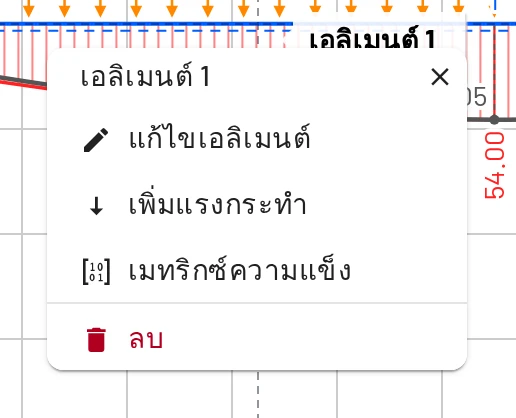 เอลิเมนต์ 1
เอลิเมนต์ 1
05
แก้ไขเอลิเมนต์
เพิ่มแรงกระทำ
54.00
เมทริกซ์ความแข็ง
ลบ